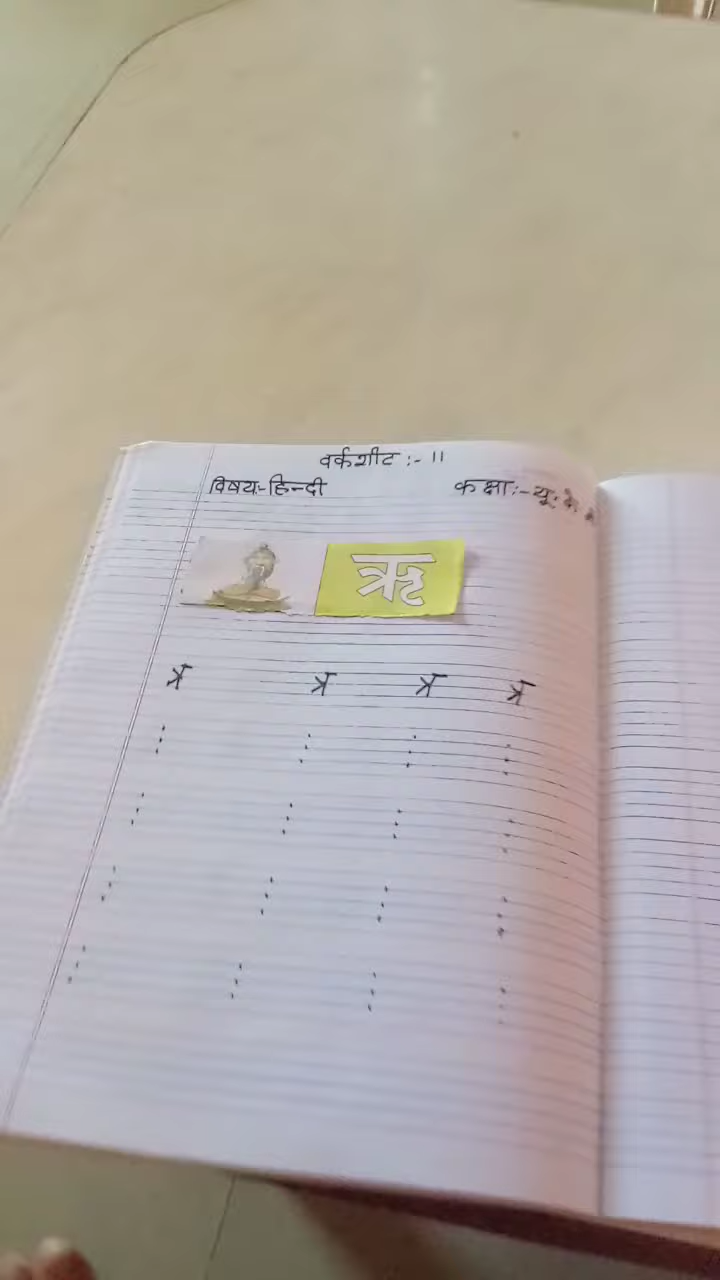 वर्कशीट :- 11
विषय:- हिन्दी कक्षा:- यू. के.
ऋ
त्र त्र त्र त्र